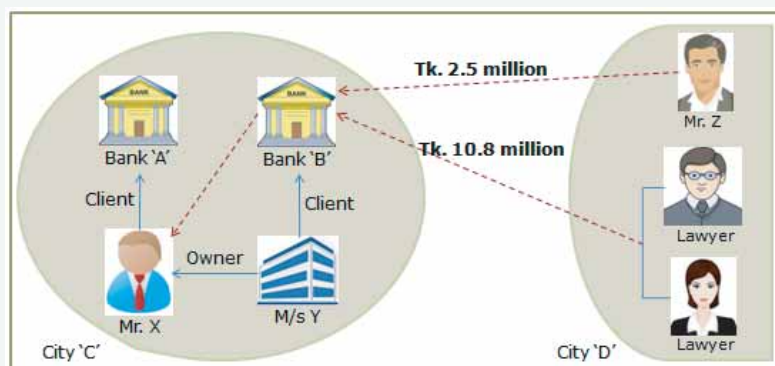 Tk. 2.5 million
BANK
BANK
Mr. Z
Bank ‘A’
Bank ‘B’
Tk. 10.8 million
Client
Client
Lawyer
Owner
Mr. X
M/s Y
City ‘C’
City ‘D’
Lawyer